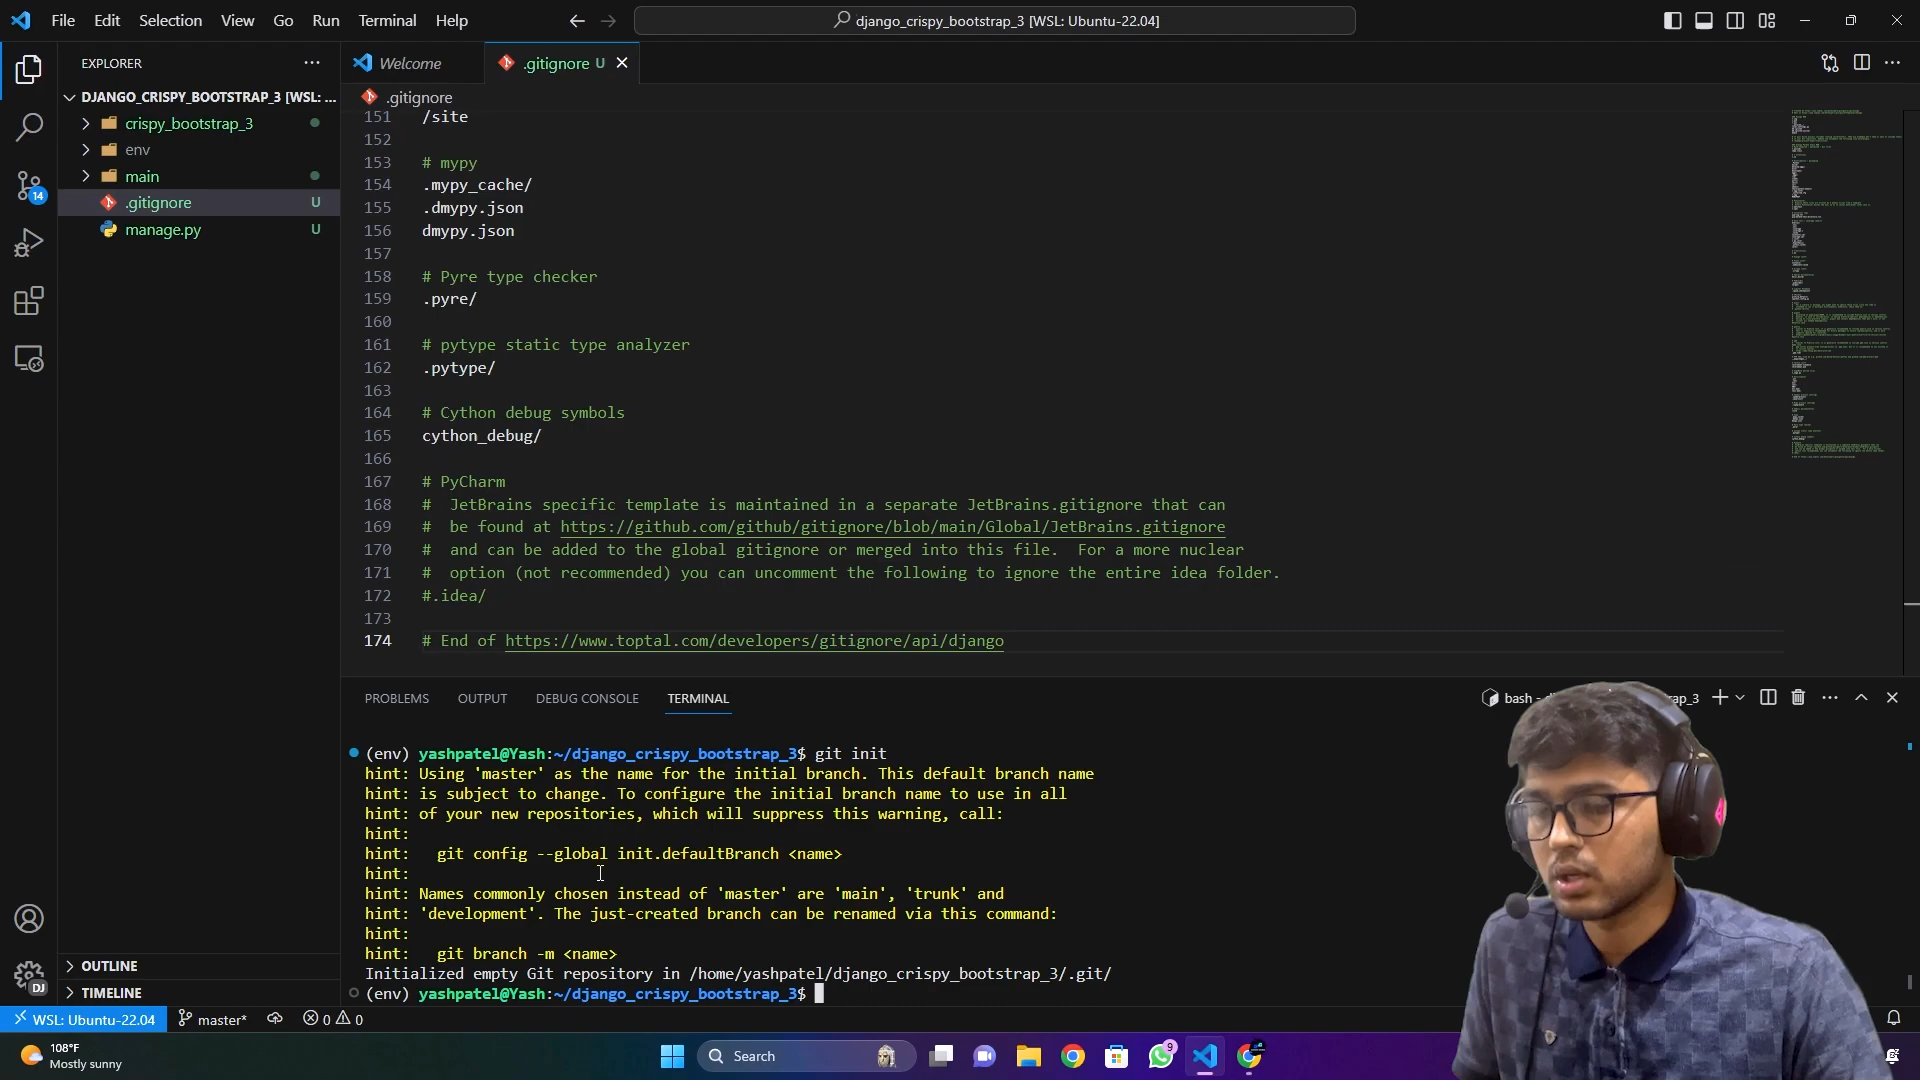 File Edit Selection View Go Run Terminal Help
django_crispy_bootstrap_3 [WSL: Ubuntu-22.04]
EXPLORER
DJANGO_CRISPY_BOOTSTRAP_3 [WSL: ...
crispy_bootstrap_3
env
main
.gitignore U
manage.py U
OUTLINE
TIMELINE
14
DJ
Welcome
.gitignore U
.gitignore
151 /site
152
153 # mypy
154 .mypy_cache/
155 .dmypy.json
156 dmypy.json
157
158 # Pyre type checker
159 .pyre/
160
161 # pytype static type analyzer
162 .pytype/
163
164 # Cython debug symbols
165 cython_debug/
166
167 # PyCharm
168 #  JetBrains specific template is maintained in a separate JetBrains.gitignore that can
169 #  be found at https://github.com/github/gitignore/blob/main/Global/JetBrains.gitignore
170 #  and can be added to the global gitignore or merged into this file.  For a more nuclear
171 #  option (not recommended) you can uncomment the following to ignore the entire idea folder.
172 #.idea/
173
174 # End of https://www.toptal.com/developers/gitignore/api/django
PROBLEMS OUTPUT DEBUG CONSOLE TERMINAL
bash
ap_3
(env) yashpatel@Yash:~/django_crispy_bootstrap_3$ git init
hint: Using 'master' as the name for the initial branch. This default branch name
hint: is subject to change. To configure the initial branch name to use in all
hint: of your new repositories, which will suppress this warning, call:
hint:
hint:   git config --global init.defaultBranch <name>
hint:
hint: Names commonly chosen instead of 'master' are 'main', 'trunk' and
hint: 'development'. The just-created branch can be renamed via this command:
hint:
hint:   git branch -m <name>
Initialized empty Git repository in /home/yashpatel/django_crispy_bootstrap_3/.git/
(env) yashpatel@Yash:~/django_crispy_bootstrap_3$
WSL: Ubuntu-22.04 master* 0 0
108°F
Mostly sunny
Search
9